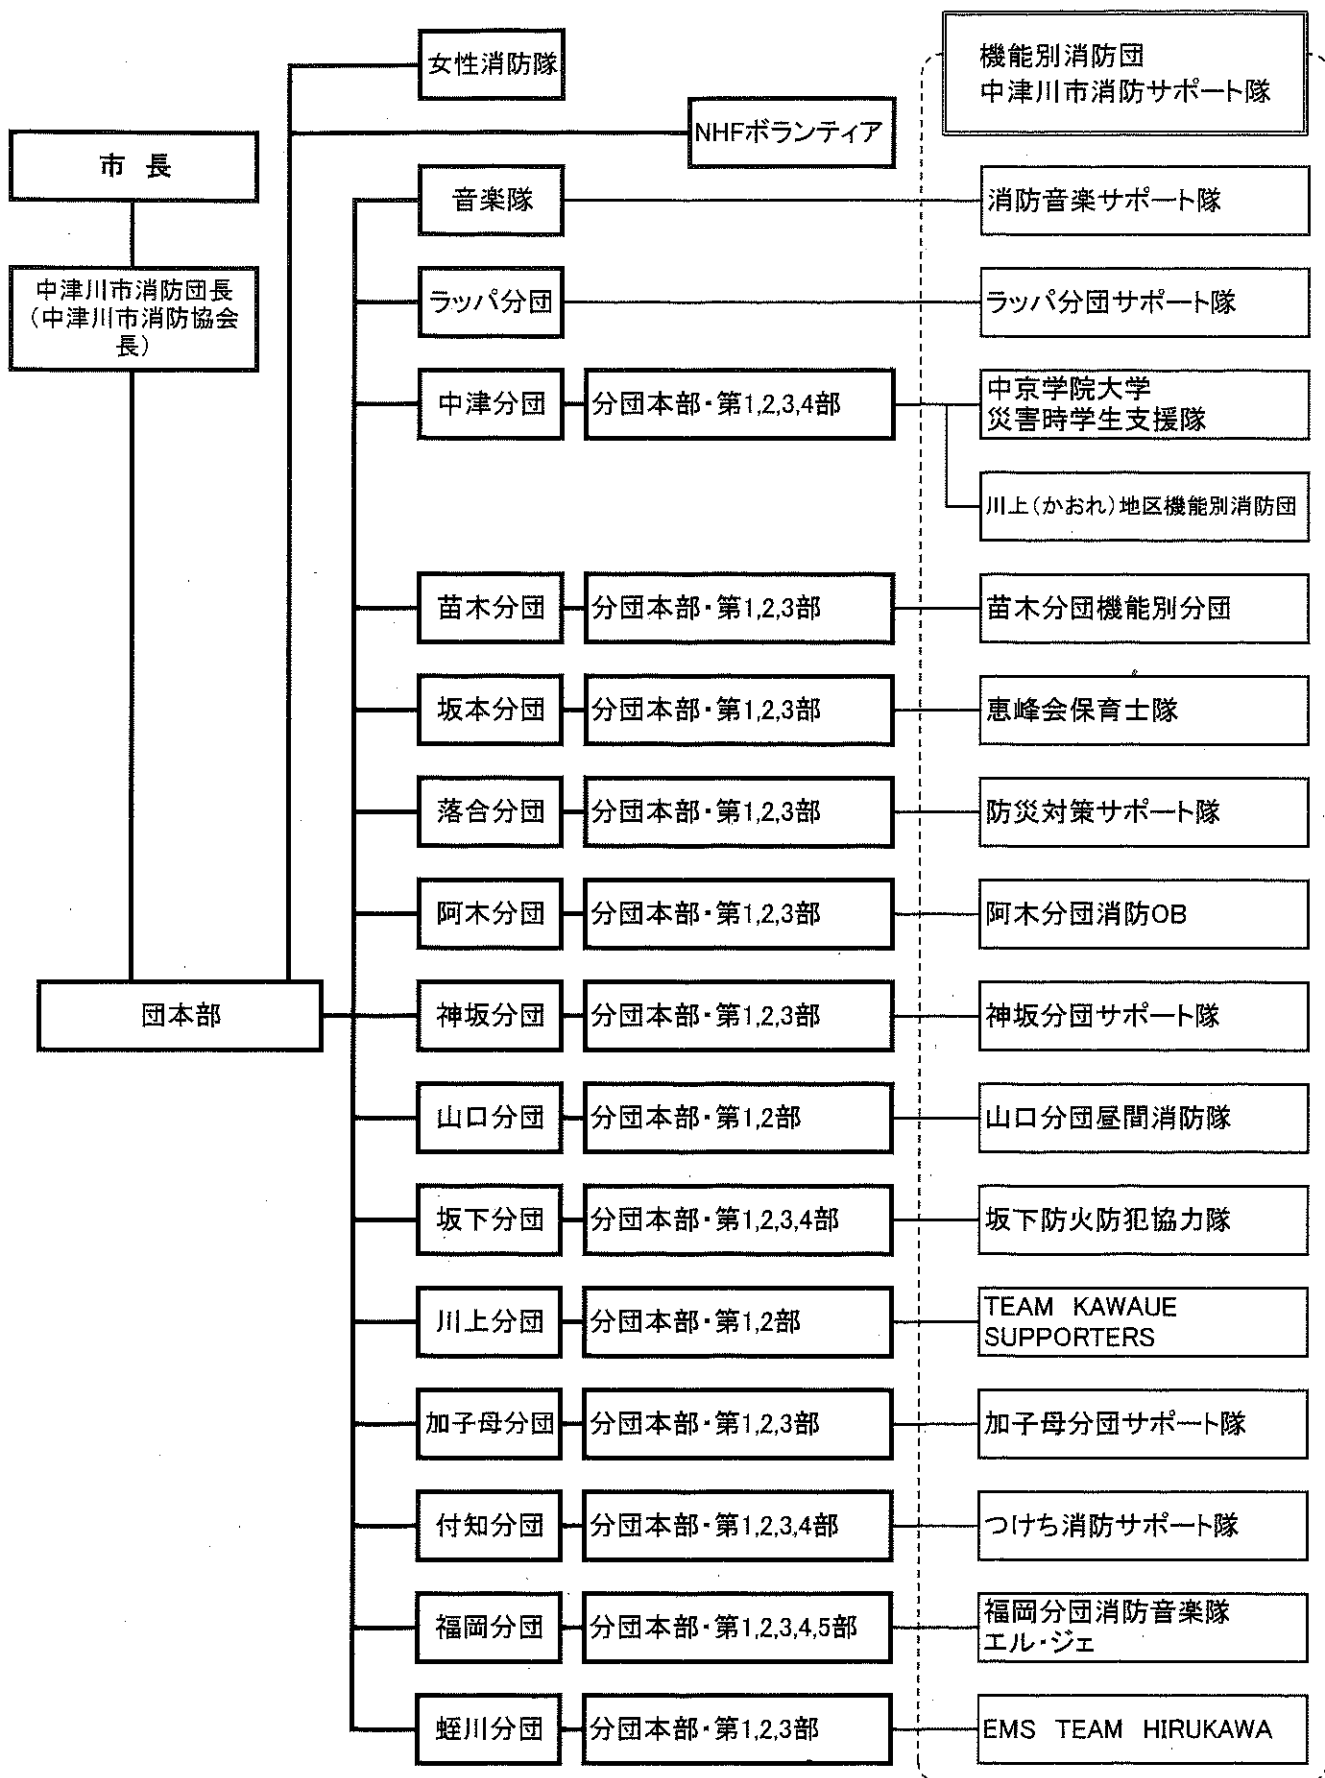 女性消防隊
機能別消防団
中津川市消防サポート隊
NHFボランティア
市 長
音楽隊
消防音楽サポート隊
中津川市消防団長
(中津川市消防協会
長)
ラッパ分団
ラッパ分団サポート隊
中津分団
分団本部・第1,2,3,4部
中京学院大学
災害時学生支援隊
川上(かおれ)地区機能別消防団
苗木分団
分団本部・第1,2,3部
苗木分団機能別分団
坂本分団
分団本部・第1,2,3部
恵峰会保育士隊
落合分団
分団本部・第1,2,3部
防災対策サポート隊
阿木分団
分団本部・第1,2,3部
阿木分団消防OB
団本部
神坂分団
分団本部・第1,2,3部
神坂分団サポート隊
山口分団
分団本部・第1,2部
山口分団昼間消防隊
坂下分団
分団本部・第1,2,3,4部
坂下防火防犯協力隊
川上分団
分団本部・第1,2部
TEAM KAWAUE
SUPPORTERS
加子母分団
分団本部・第1,2,3部
加子母分団サポート隊
付知分団
分団本部・第1,2,3,4部
つけち消防サポート隊
福岡分団
分団本部・第1,2,3,4,5部
福岡分団消防音楽隊
エル・ジェ
蛭川分団
分団本部・第1,2,3部
EMS TEAM HIRUKAWA